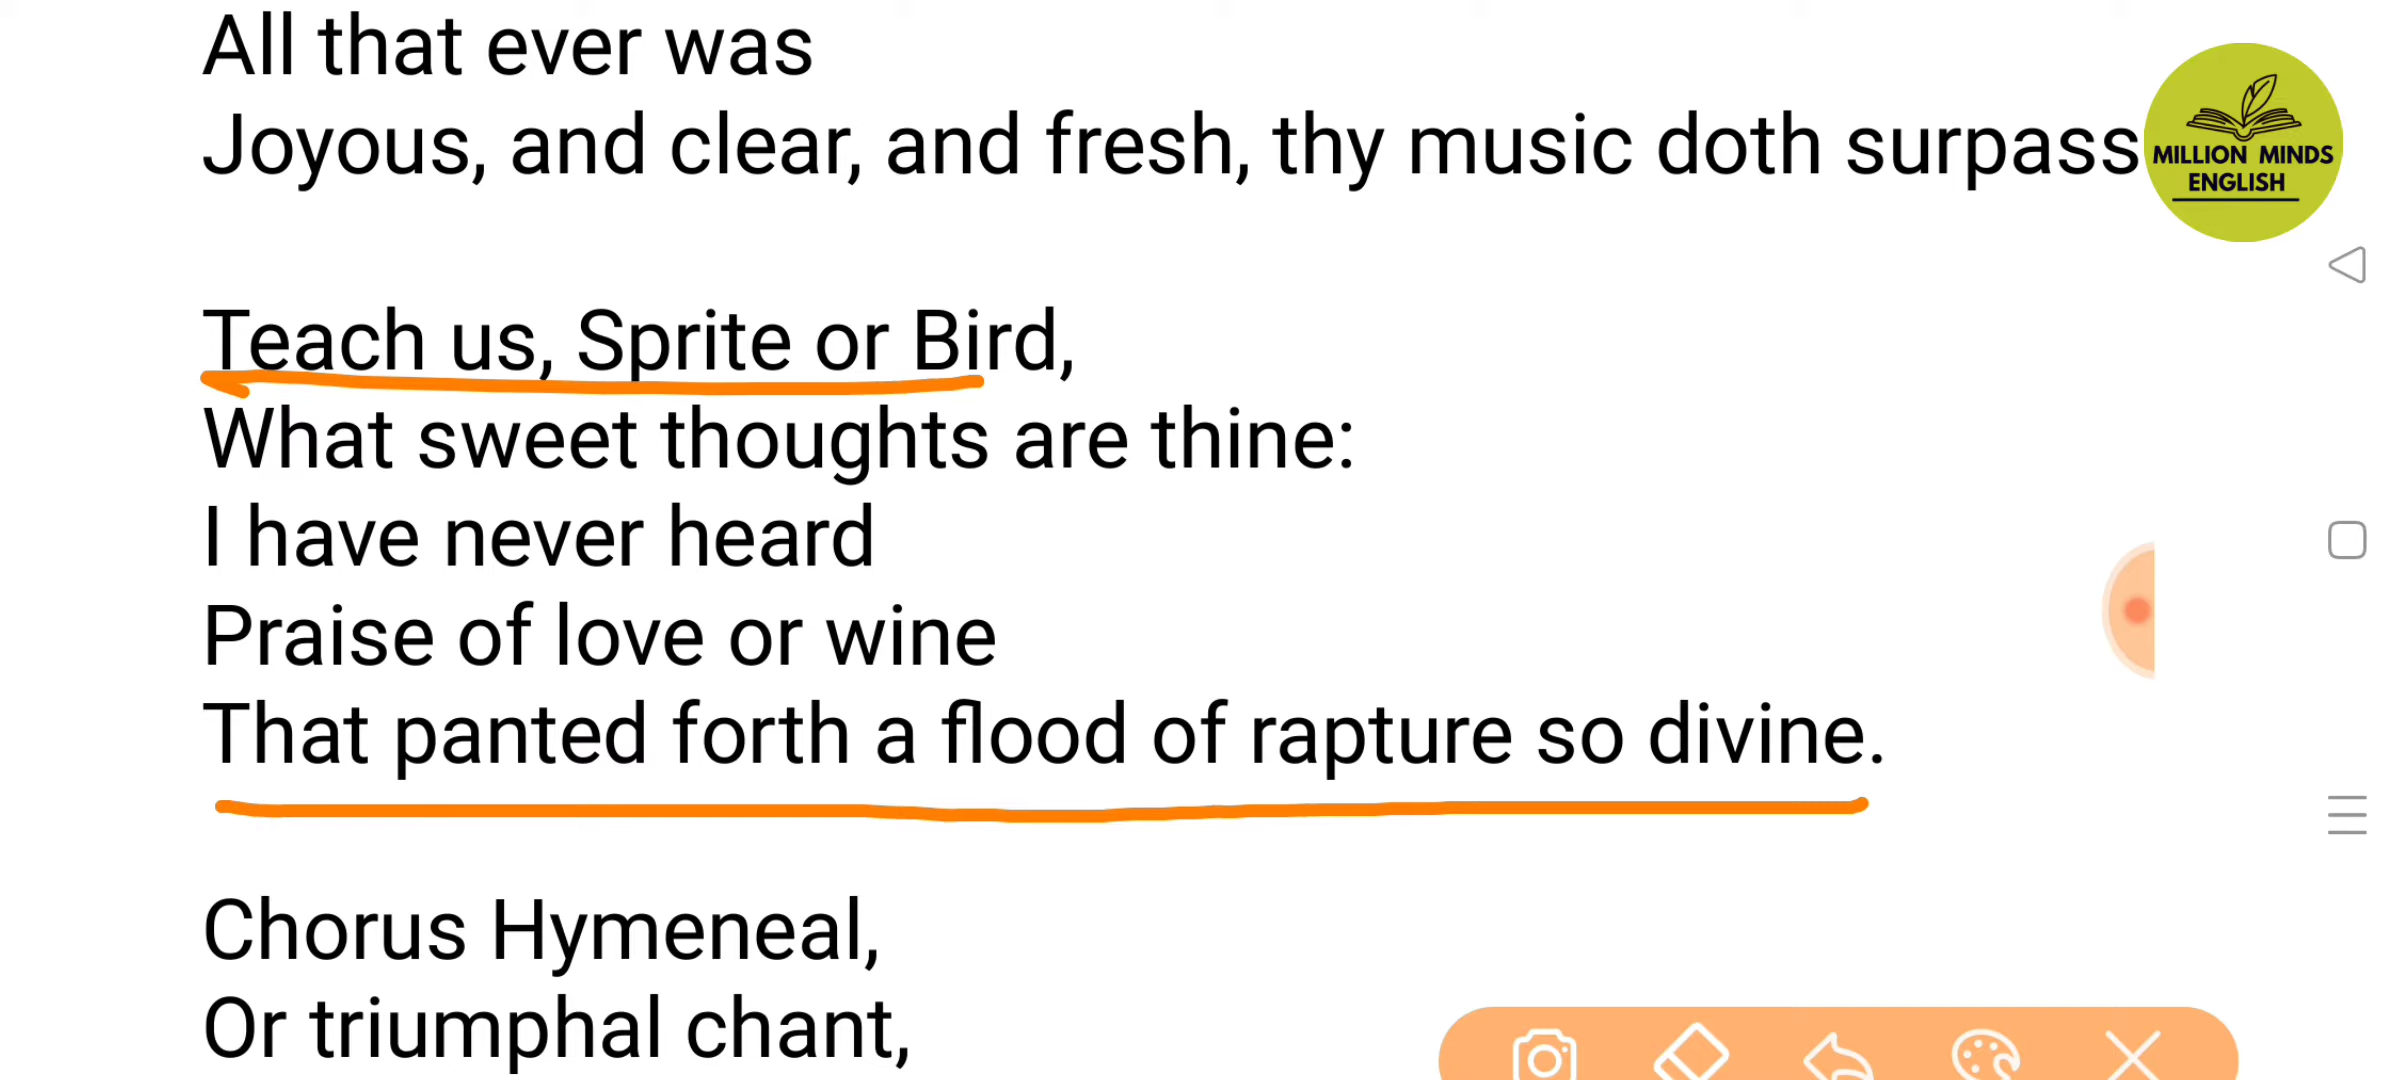 All that ever was
Joyous, and clear, and fresh, thy music doth surpass
MILLION MINDS
ENGLISH
Teach us, Sprite or Bird,
What sweet thoughts are thine:
I have never heard
Praise of love or wine
That panted forth a flood of rapture so divine.
Chorus Hymeneal,
Or triumphal chant,